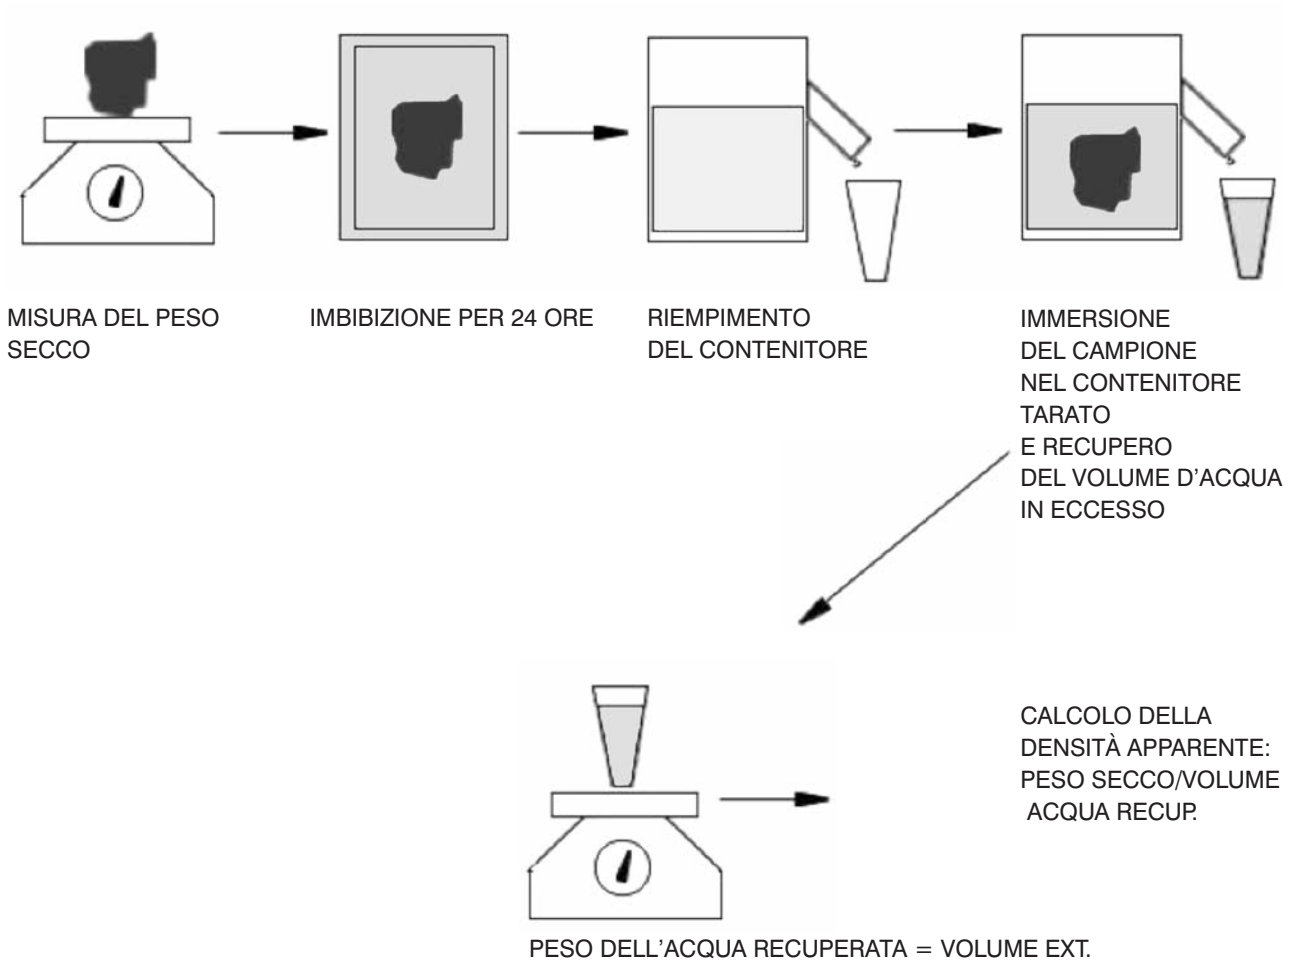 MISURA DEL PESO
SECCO
IMBIBIZIONE PER 24 ORE
RIEMPIMENTO
DEL CONTENITORE
IMMERSIONE
DEL CAMPIONE
NEL CONTENITORE
TARATO
E RECUPERO
DEL VOLUME D'ACQUA
IN ECCESSO
CALCOLO DELLA
DENSITÀ APPARENTE:
PESO SECCO/VOLUME
ACQUA RECUP.
PESO DELL'ACQUA RECUPERATA = VOLUME EXT.